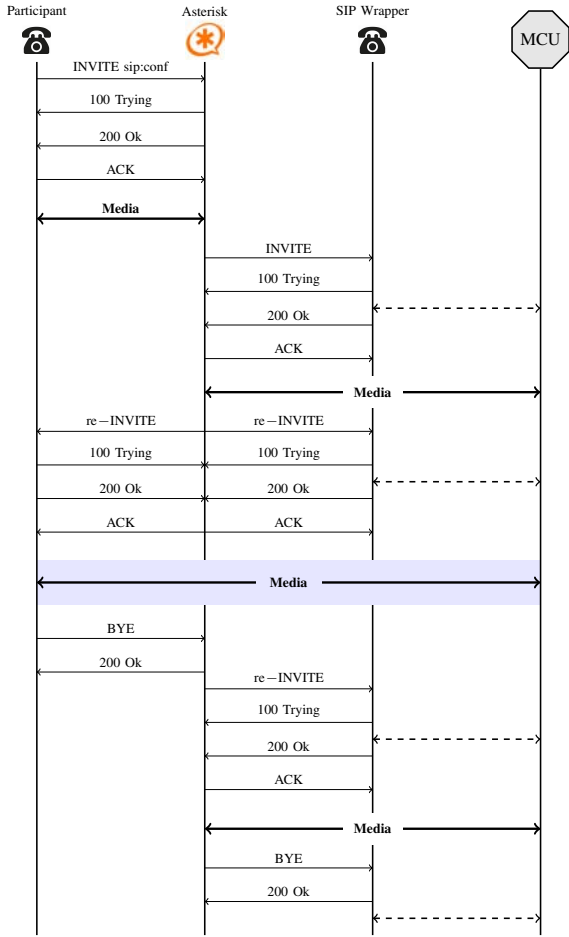 Participant Asterisk SIP Wrapper
MCU
INVITE sip:conf
100 Trying
200 Ok
ACK
Media
INVITE
100 Trying
200 Ok
ACK
Media
re−INVITE re−INVITE
100 Trying 100 Trying
200 Ok 200 Ok
ACK ACK
Media
BYE
200 Ok
re−INVITE
100 Trying
200 Ok
ACK
Media
BYE
200 Ok